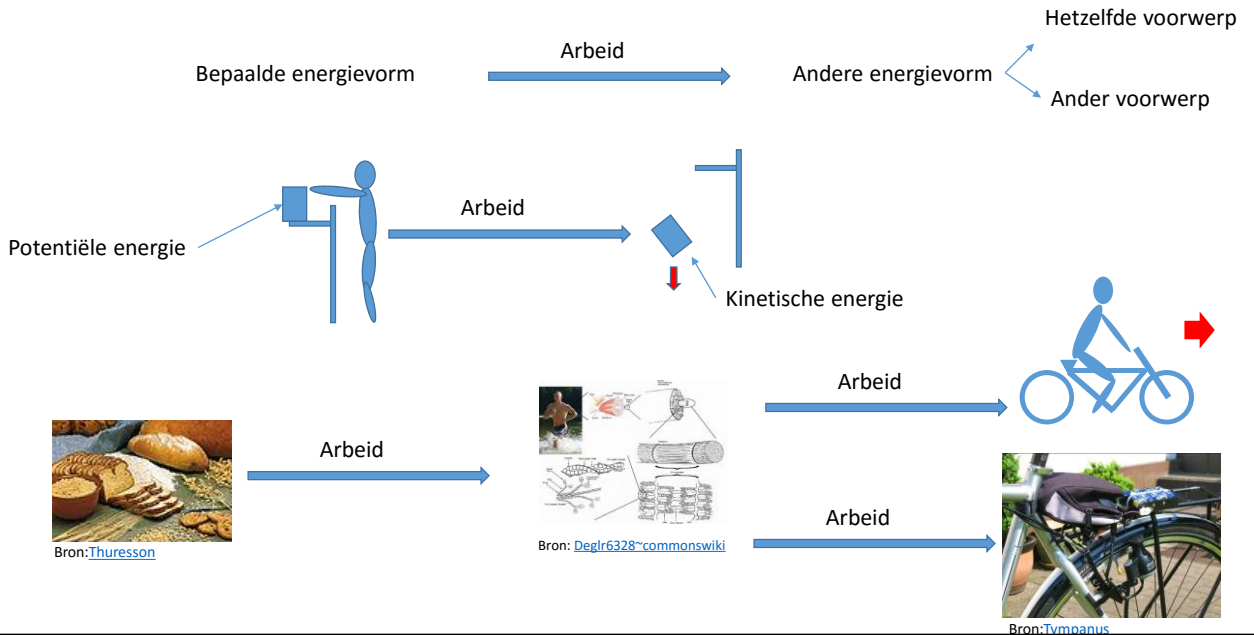 Hetzelfde voorwerp
Arbeid
Bepaalde energievorm
Andere energievorm
Ander voorwerp
Arbeid
Potentiële energie
Kinetische energie
Arbeid
Arbeid
Arbeid
Bron:Thuresson
Bron: Deglr6328~commonswiki
Bron:Tympanus